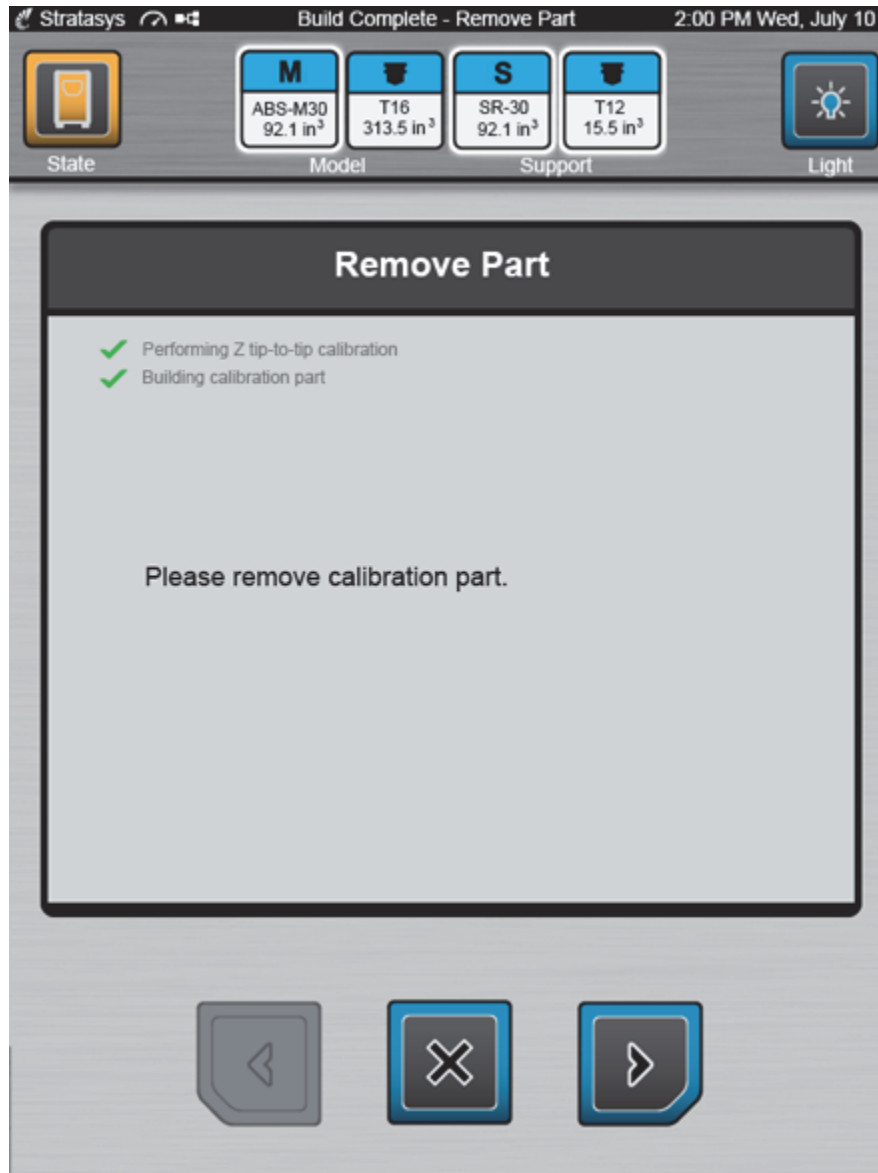 Stratasys Build Complete - Remove Part 2:00 PM Wed, July 10
M S
ABS-M30 T16 SR-30 T12
92.1 in³ 313.5 in³ 92.1 in³ 15.5 in³
State Model Support Light
Remove Part
Performing Z tip-to-tip calibration
Building calibration part
Please remove calibration part.